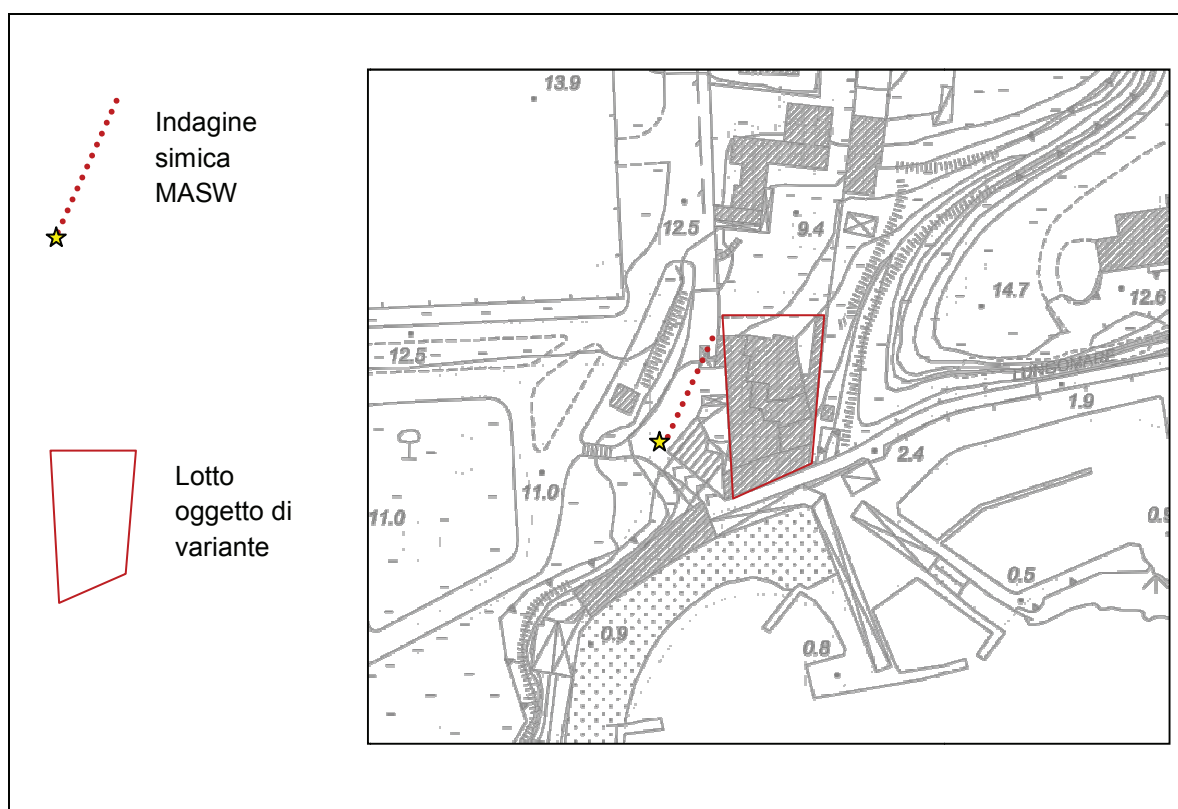 Indagine
simica
MASW
Lotto
oggetto di
variante
13.9
12.5
9.4
14.7
12.6
12.5
LUNGOMARE
1.9
2.4
11.0
11.0
0.5
0.9
0.8